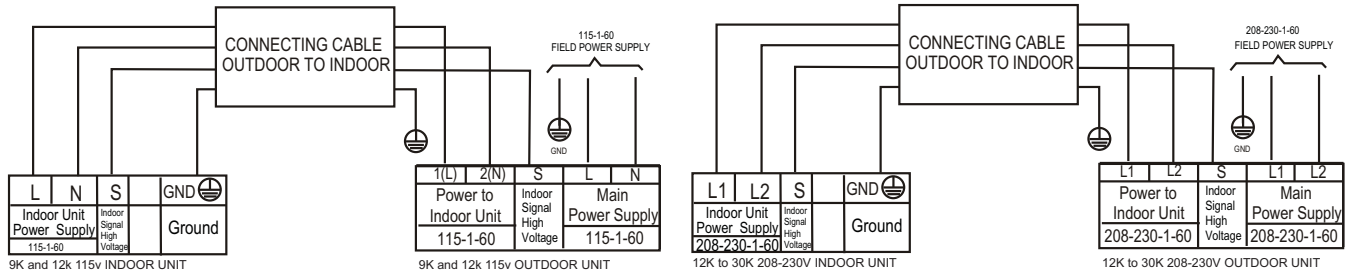 CONNECTING CABLE
OUTDOOR TO INDOOR
115-1-60
FIELD POWER SUPPLY
GND
L N S GND
Indoor Unit
Power Supply
115-1-60
Indoor
Signal
High
Voltage
Ground
9K and 12k 115v INDOOR UNIT
1(L) 2(N) S L N
Power to
Indoor Unit
115-1-60
Indoor
Signal
High
Voltage
Main
Power Supply
115-1-60
9K and 12k 115v OUTDOOR UNIT
CONNECTING CABLE
OUTDOOR TO INDOOR
208-230-1-60
FIELD POWER SUPPLY
GND
L1 L2 S GND
Indoor Unit
Power Supply
208-230-1-60
Indoor
Signal
High
Voltage
Ground
12K to 30K 208-230V INDOOR UNIT
L1 L2 S L1 L2
Power to
Indoor Unit
208-230-1-60
Indoor
Signal
High
Voltage
Main
Power Supply
208-230-1-60
12K to 30K 208-230V OUTDOOR UNIT